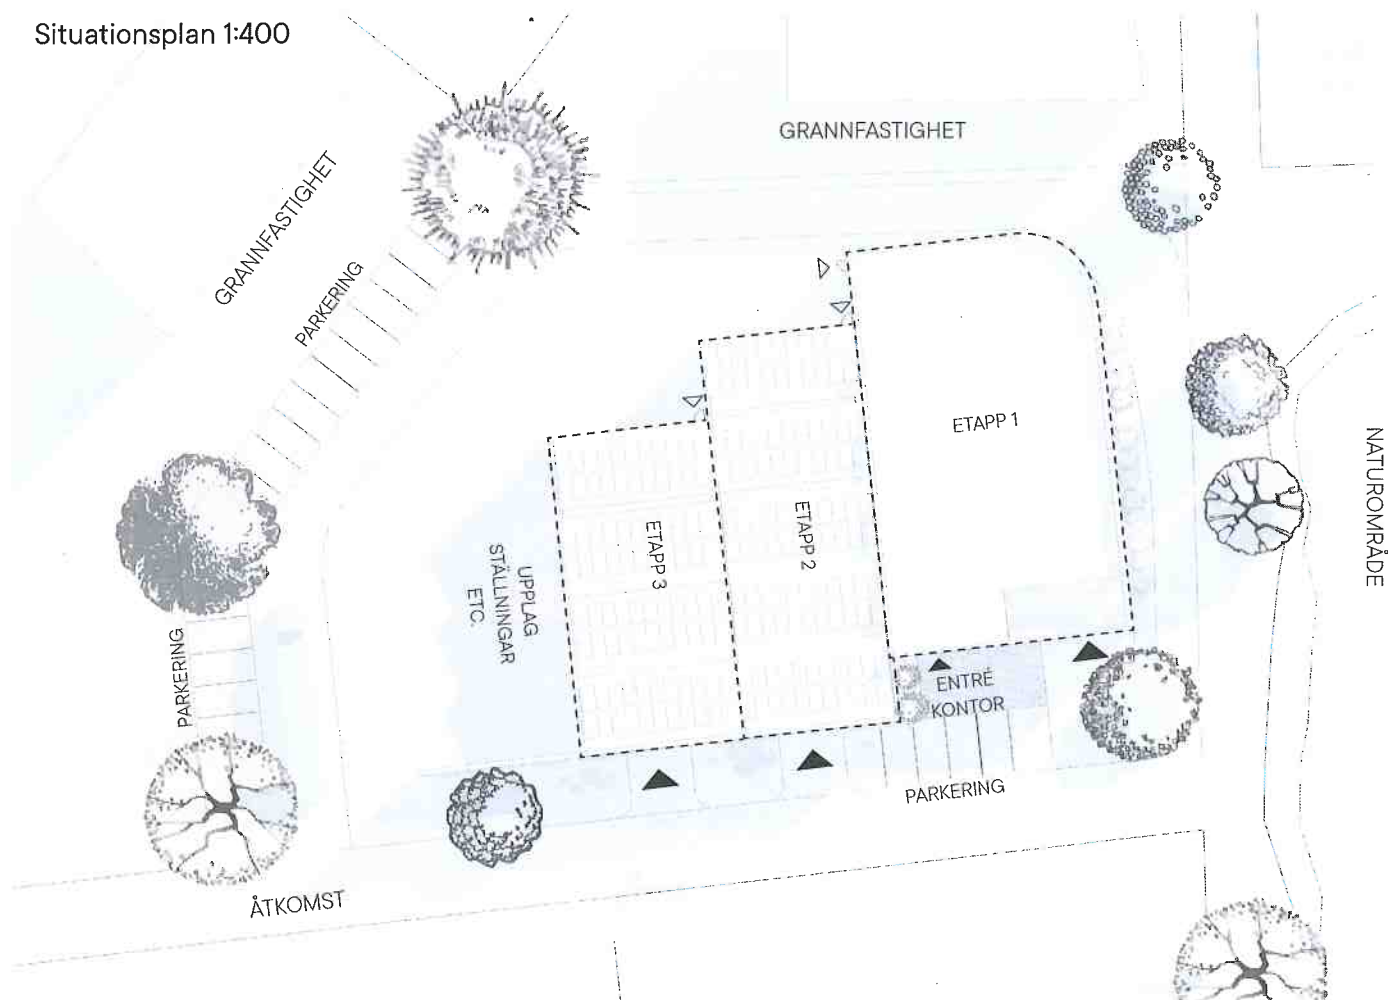 Situationsplan 1:400
GRANNFASTIGHET
GRANNFASTIGHET
PARKERING
ETAPP 1
NATUROMRÅDE
ETAPP 2
ETAPP 3
UPPLAG
STÄLLNINGAR
ETC.
PARKERING
ENTRÉ
KONTOR
PARKERING
ÅTKOMST